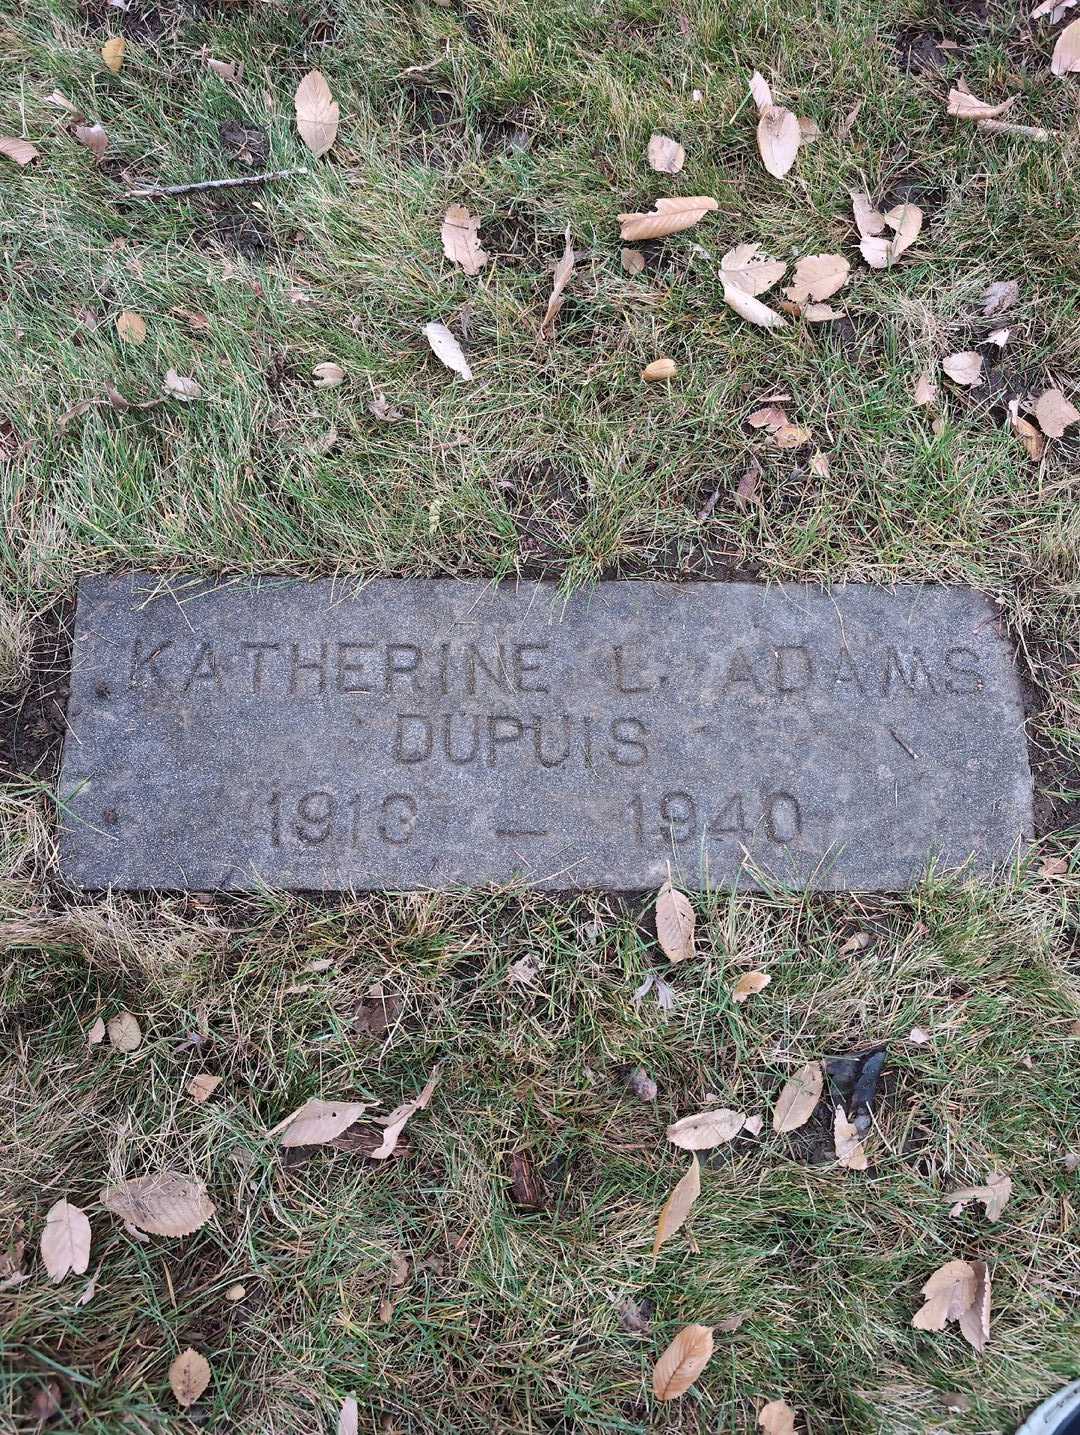 KATHERINE L. ADAMS
DUPUIS
1913 — 1940